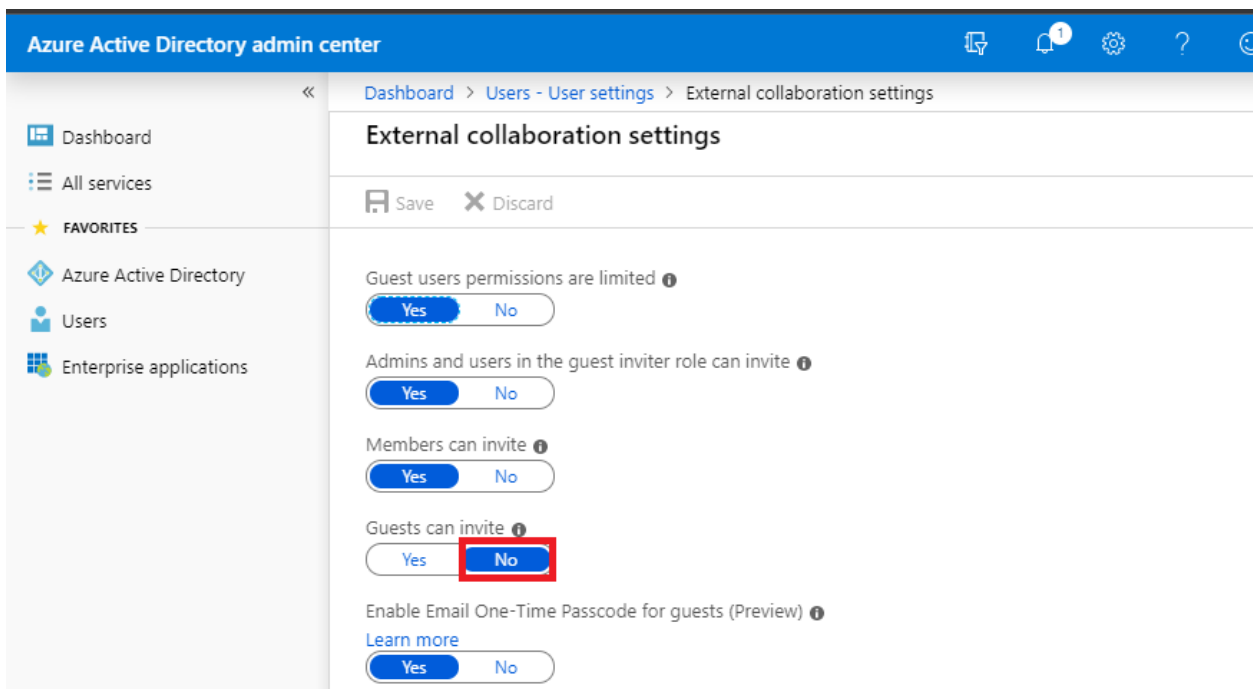 Azure Active Directory admin center
1
?
«
Dashboard > Users - User settings > External collaboration settings
Dashboard
All services
FAVORITES
Azure Active Directory
Users
Enterprise applications
External collaboration settings
Save Discard
Guest users permissions are limited
Yes No
Admins and users in the guest inviter role can invite
Yes No
Members can invite
Yes No
Guests can invite
Yes No
Enable Email One-Time Passcode for guests (Preview)
Learn more
Yes No